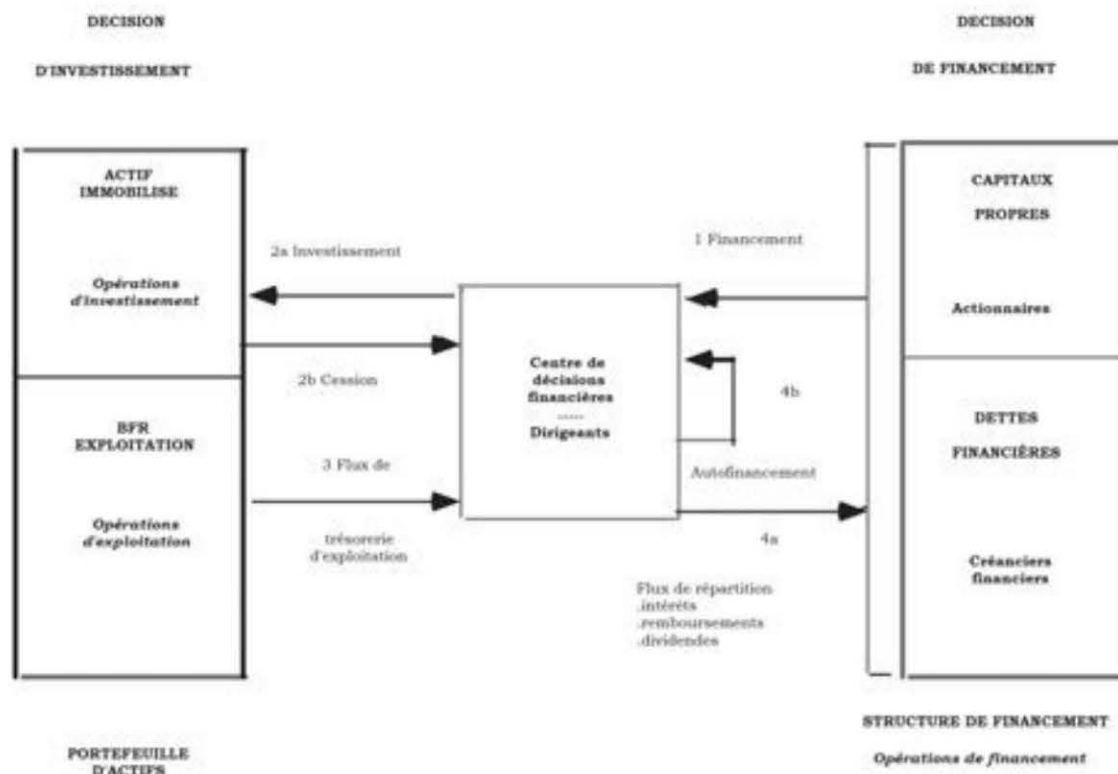 DECISION
D'INVESTISSEMENT
DECISION
DE FINANCEMENT
ACTIF
IMMOBILISE
Opérations
d'investissement
BFR
EXPLOITATION
Opérations
d'exploitation
PORTEFEUILLE
D'ACTIFS
2a Investissement
2b Cession
3 Flux de
trésorerie
d'exploitation
Centre de
décisions
financières
.....
Dirigeants
1 Financement
4b
Autofinancement
4a
Flux de répartition
.intérêts
.remboursements
.dividendes
CAPITAUX
PROPRES
Actionnaires
DETTES
FINANCIÈRES
Créanciers
financiers
STRUCTURE DE FINANCEMENT
Opérations de financement